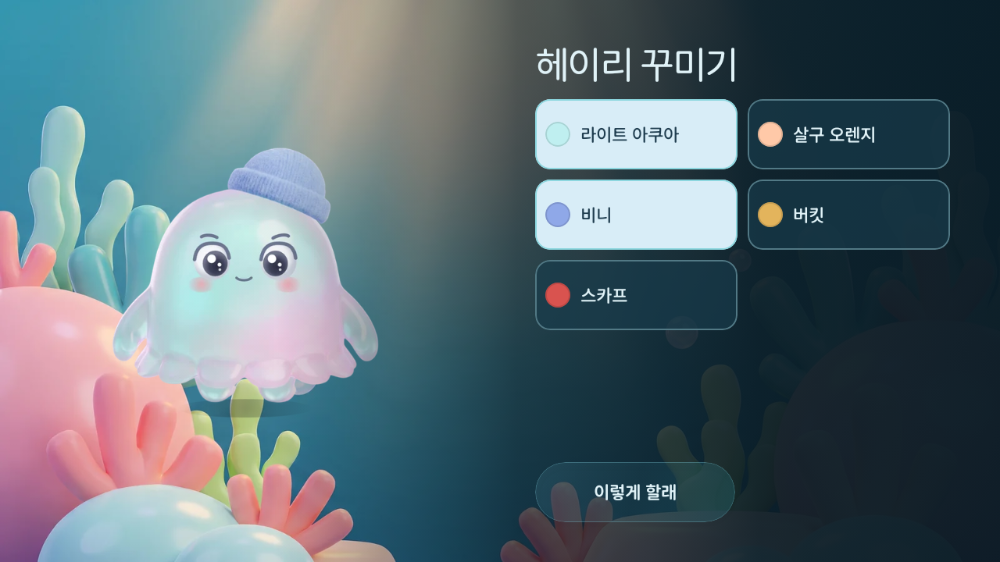 헤이리 꾸미기
라이트 아쿠아
살구 오렌지
비니
버킷
스카프
이렇게 할래